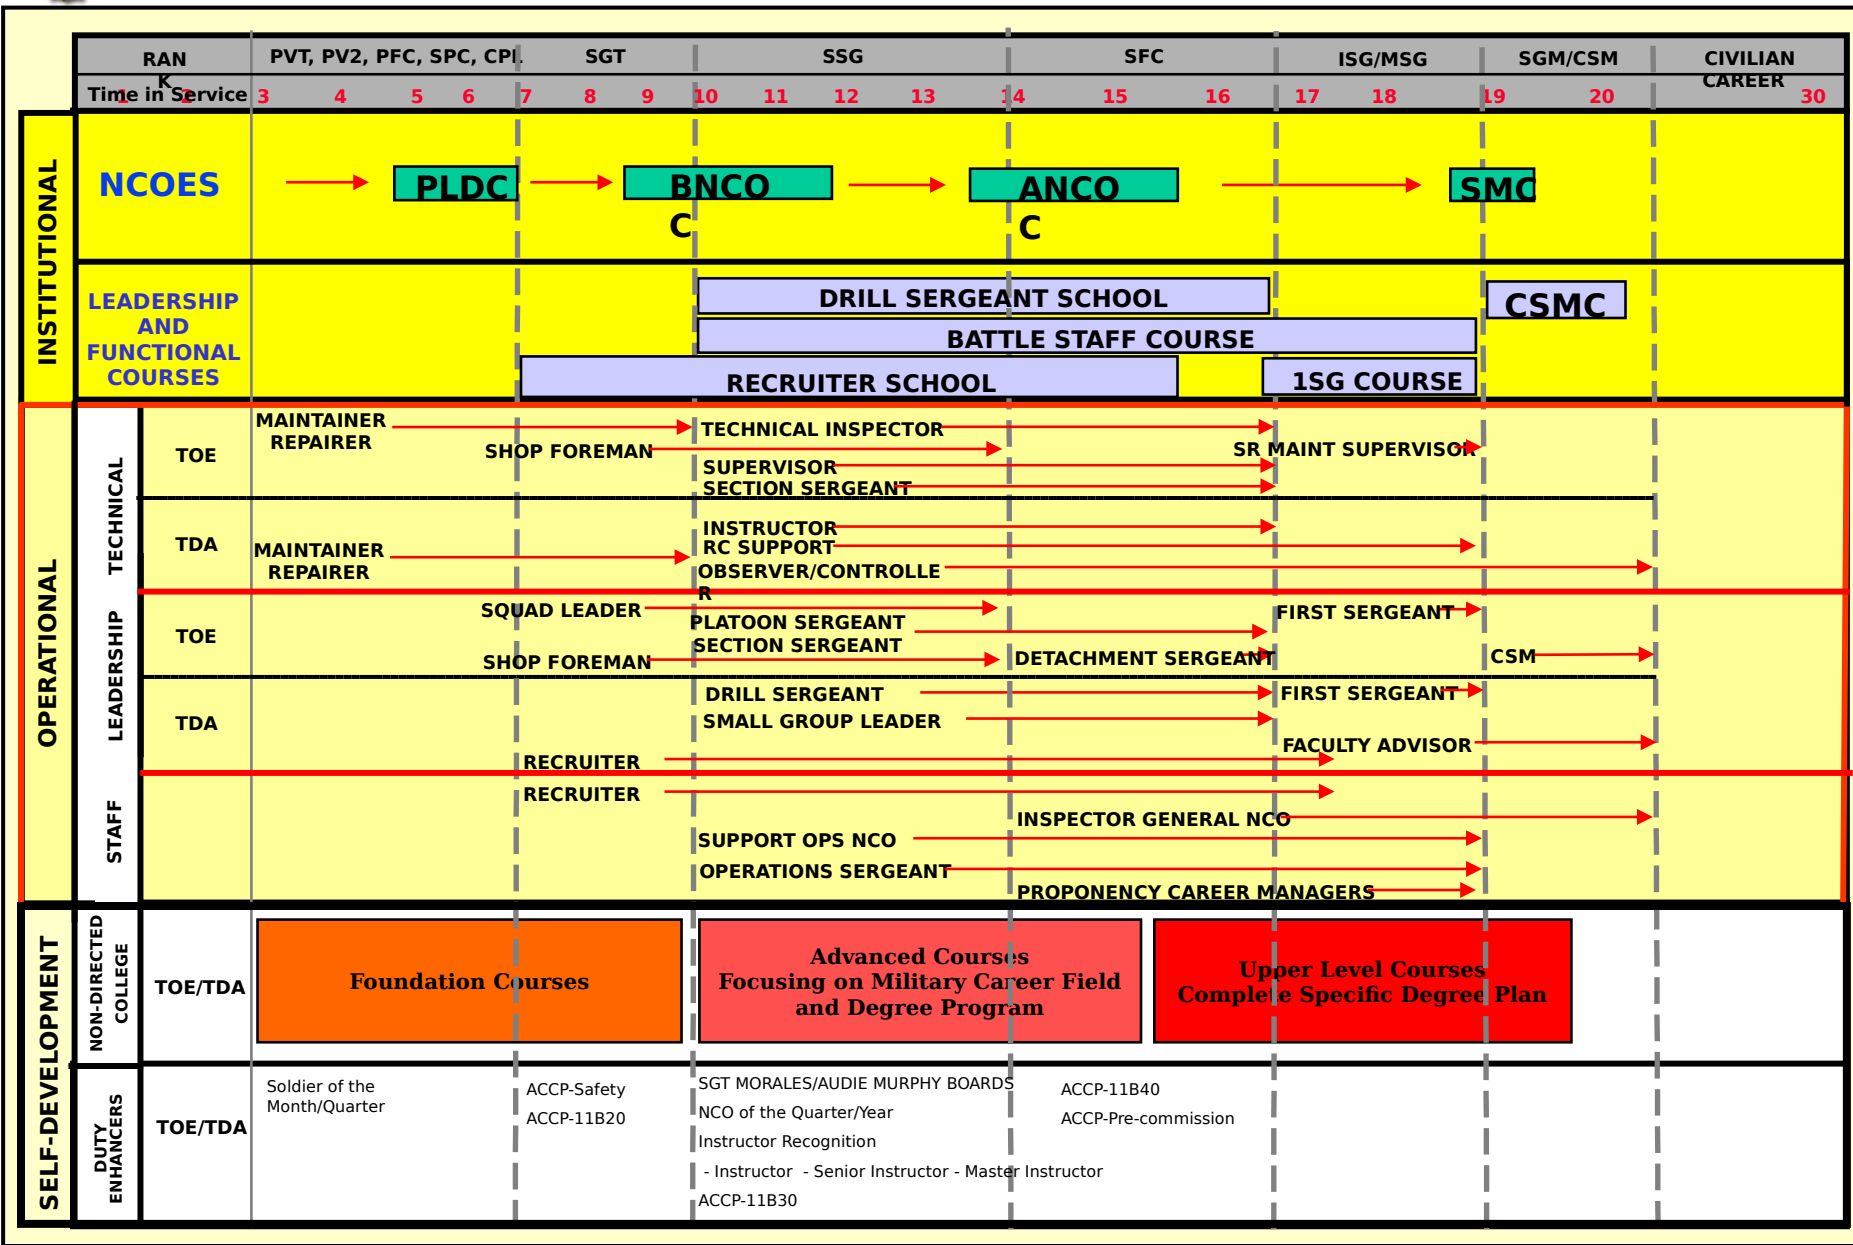 RAN
K
PVT, PV2, PFC, SPC, CPL
SGT
SSG
SFC
ISG/MSG
SGM/CSM
CIVILIAN
CAREER
Time in Service
1 2 3 4 5 6 7 8 9 10 11 12 13 14 15 16 17 18 19 20 30
INSTITUTIONAL
NCOES
PLDC
BNCO
C
ANCO
C
SMC
LEADERSHIP
AND
FUNCTIONAL
COURSES
DRILL SERGEANT SCHOOL
CSMC
BATTLE STAFF COURSE
RECRUITER SCHOOL
1SG COURSE
OPERATIONAL
TECHNICAL
TOE
MAINTAINER
REPAIRER
TECHNICAL INSPECTOR
SHOP FOREMAN
SR MAINT SUPERVISOR
SUPERVISOR
SECTION SERGEANT
TDA
INSTRUCTOR
RC SUPPORT
MAINTAINER
REPAIRER
OBSERVER/CONTROLLE
R
LEADERSHIP
TOE
SQUAD LEADER
FIRST SERGEANT
PLATOON SERGEANT
SECTION SERGEANT
SHOP FOREMAN
DETACHMENT SERGEANT
CSM
TDA
DRILL SERGEANT
FIRST SERGEANT
SMALL GROUP LEADER
FACULTY ADVISOR
RECRUITER
STAFF
RECRUITER
INSPECTOR GENERAL NCO
SUPPORT OPS NCO
OPERATIONS SERGEANT
PROPONENCY CAREER MANAGERS
SELF-DEVELOPMENT
NON-DIRECTED
COLLEGE
TOE/TDA
Foundation Courses
Advanced Courses
Focusing on Military Career Field
and Degree Program
Upper Level Courses
Complete Specific Degree Plan
DUTY
ENHANCERS
TOE/TDA
Soldier of the
Month/Quarter
ACCP-Safety
ACCP-11B20
SGT MORALES/AUDIE MURPHY BOARDS
NCO of the Quarter/Year
Instructor Recognition
- Instructor - Senior Instructor - Master Instructor
ACCP-11B30
ACCP-11B40
ACCP-Pre-commission